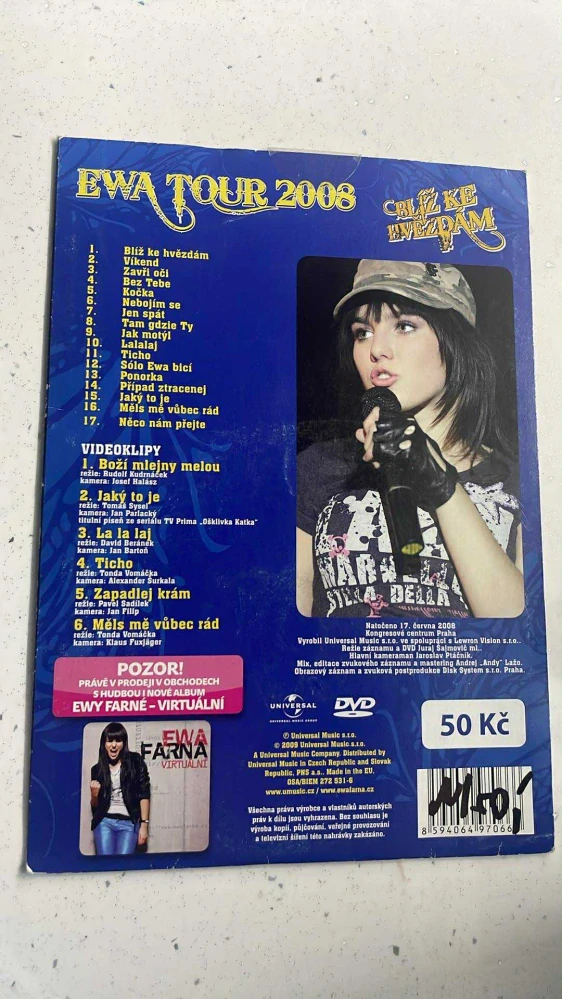 EWA TOUR 2008
BLÍŽ KE
HVĚZDÁM
1. Blíž ke hvězdám
2. Víkend
3. Zavři oči
4. Bez Tebe
5. Kočka
6. Nebojím se
7. Jen spát
8. Tam gdzie Ty
9. Jak motýl
10. Lalalaj
11. Ticho
12. Sólo Ewa bicí
13. Ponorka
14. Případ ztracenej
15. Jaký to je
16. Měls mě vůbec rád
17. Něco nám přejte
VIDEOKLIPY
1. Boží mlejny melou
režie: Rudolf Kudrnáček
kamera: Josef Halász
2. Jaký to je
režie: Tomáš Sysel
kamera: Jan Parlacký
titulní píseň ze seriálu TV Prima „Ošklivka Katka"
3. La la laj
režie: David Beránek
kamera: Jan Bartoň
4. Ticho
režie: Tonda Vomáčka
kamera: Alexander Šurkala
5. Zapadlej krám
režie: Pavel Sadílek
kamera: Jan Filip
6. Měls mě vůbec rád
režie: Tonda Vomáčka
kamera: Klaus Fuxjäger
Natočeno 17. června 2008
Kongresové centrum Praha
Vyrobil Universal Music s.r.o. ve spolupráci s Lewron Vision s.r.o..
Režie záznamu a DVD Juraj Šajmovič ml..
Hlavní kameraman Jaroslav Ptáčník.
Mix, editace zvukového záznamu a mastering Andrej „Andy" Lažo.
Obrazový záznam a zvuková postprodukce Disk Systém s.r.o. Praha.
POZOR!
PRÁVĚ V PRODEJI V OBCHODECH
S HUDBOU I NOVÉ ALBUM
EWY FARNÉ – VIRTUÁLNÍ
EWA
FARNA
VIRTUÁLNÍ
UNIVERSAL
UNIVERSAL MUSIC GROUP
DVD
50 Kč
℗ Universal Music s.r.o.
© 2009 Universal Music s.r.o.
A Universal Music Company. Distributed by
Universal Music in Czech Republic and Slovak
Republic, PNS a.s.. Made in the EU.
OSA/BIEM 272 531-6
www.umusic.cz / www.ewafarna.cz
Všechna práva výrobce a vlastníků autorských
práv k dílu jsou vyhrazena. Bez souhlasu je
výroba kopií, půjčování, veřejné provozování
a televizní šíření této nahrávky zakázáno.
8 594064 97066